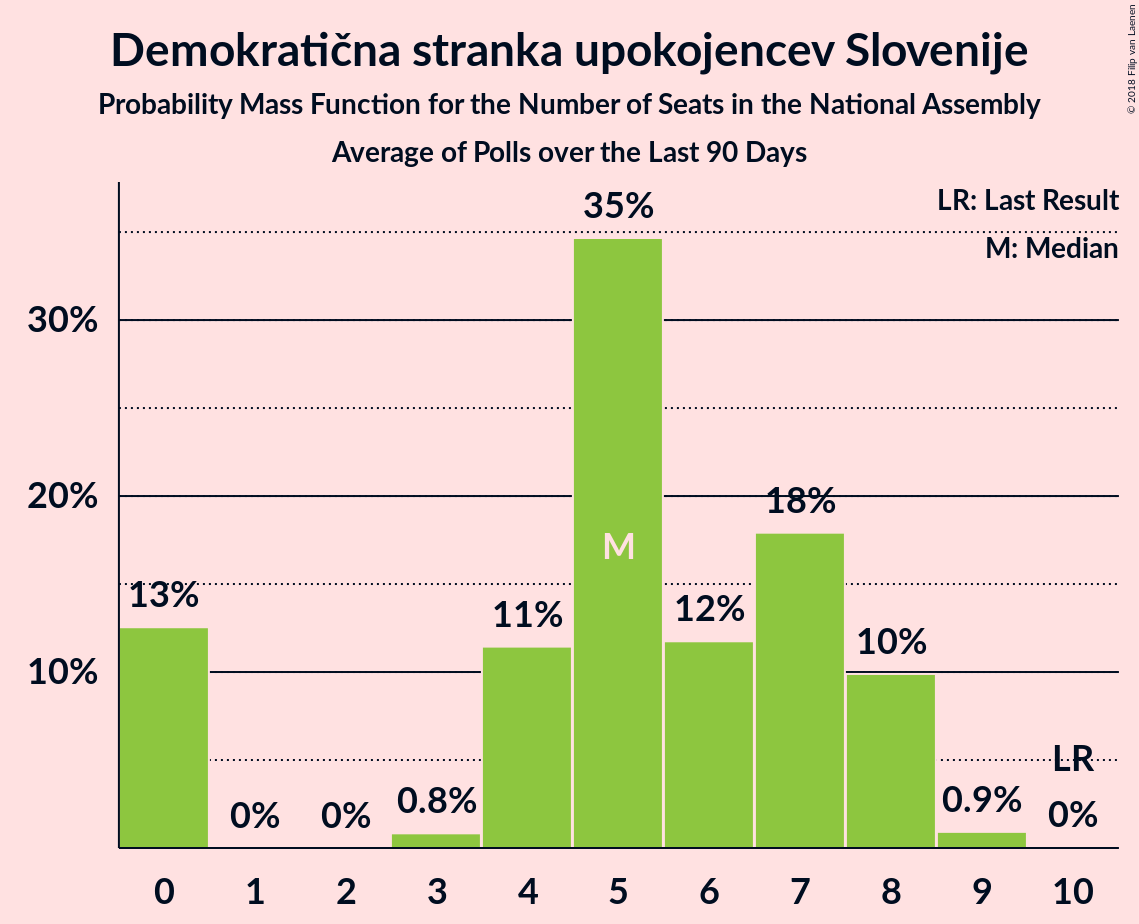 Demokratična stranka upokojencev Slovenije
Probability Mass Function for the Number of Seats in the National Assembly
Average of Polls over the Last 90 Days
© 2018 Filip van Laenen
LR: Last Result
M: Median
35%
30%
20%
18%
M
13%
11%
12%
10%
10%
LR
0%
0%
0.8%
0.9%
0%
0 1 2 3 4 5 6 7 8 9 10